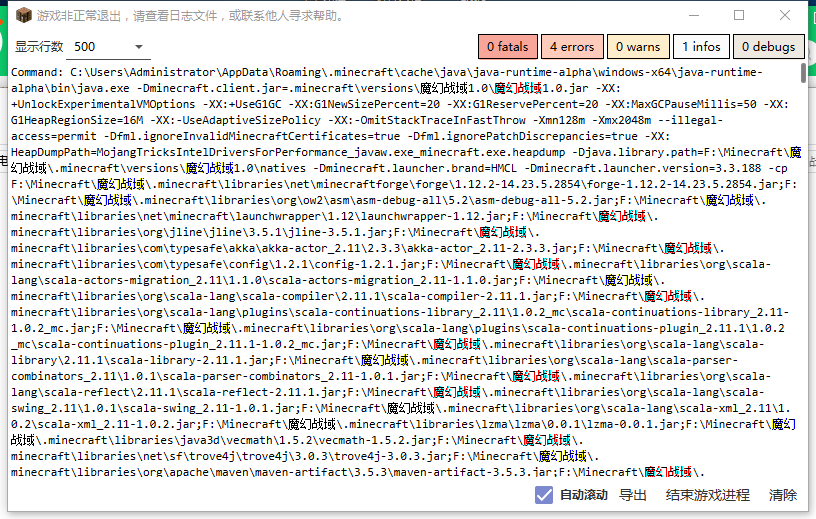 游戏非正常退出，请查看日志文件，或联系他人寻求帮助。
显示行数 500 0 fatals 4 errors 0 warns 1 infos 0 debugs
Command: C:\Users\Administrator\AppData\Roaming\.minecraft\cache\java\java-runtime-alpha\windows-x64\java-runtime-
alpha\bin\java.exe -Dminecraft.client.jar=.minecraft\versions\魔幻战域1.0\魔幻战域1.0.jar -XX:
+UnlockExperimentalVMOptions -XX:+UseG1GC -XX:G1NewSizePercent=20 -XX:G1ReservePercent=20 -XX:MaxGCPauseMillis=50 -XX:
G1HeapRegionSize=16M -XX:-UseAdaptiveSizePolicy -XX:-OmitStackTraceInFastThrow -Xmn128m -Xmx2048m --illegal-
access=permit -Dfml.ignoreInvalidMinecraftCertificates=true -Dfml.ignorePatchDiscrepancies=true -XX:
HeapDumpPath=MojangTricksIntelDriversForPerformance_javaw.exe_minecraft.exe.heapdump -Djava.library.path=F:\Minecraft\魔
幻战域\.minecraft\versions\魔幻战域1.0\natives -Dminecraft.launcher.brand=HMCL -Dminecraft.launcher.version=3.3.188 -cp
F:\Minecraft\魔幻战域\.minecraft\libraries\net\minecraftforge\forge\1.12.2-14.23.5.2854\forge-1.12.2-14.23.5.2854.jar;F:
\Minecraft\魔幻战域\.minecraft\libraries\org\ow2\asm\asm-debug-all\5.2\asm-debug-all-5.2.jar;F:\Minecraft\魔幻战域\.
minecraft\libraries\net\minecraft\launchwrapper\1.12\launchwrapper-1.12.jar;F:\Minecraft\魔幻战域\.
minecraft\libraries\org\jline\jline\3.5.1\jline-3.5.1.jar;F:\Minecraft\魔幻战域\.
minecraft\libraries\com\typesafe\akka\akka-actor_2.11\2.3.3\akka-actor_2.11-2.3.3.jar;F:\Minecraft\魔幻战域\.
minecraft\libraries\com\typesafe\config\1.2.1\config-1.2.1.jar;F:\Minecraft\魔幻战域\.minecraft\libraries\org\scala-
lang\scala-actors-migration_2.11\1.1.0\scala-actors-migration_2.11-1.1.0.jar;F:\Minecraft\魔幻战域\.
minecraft\libraries\org\scala-lang\scala-compiler\2.11.1\scala-compiler-2.11.1.jar;F:\Minecraft\魔幻战域\.
minecraft\libraries\org\scala-lang\plugins\scala-continuations-library_2.11\1.0.2_mc\scala-continuations-library_2.11-
1.0.2_mc.jar;F:\Minecraft\魔幻战域\.minecraft\libraries\org\scala-lang\plugins\scala-continuations-plugin_2.11.1\1.0.2
_mc\scala-continuations-plugin_2.11.1-1.0.2_mc.jar;F:\Minecraft\魔幻战域\.minecraft\libraries\org\scala-lang\scala-
library\2.11.1\scala-library-2.11.1.jar;F:\Minecraft\魔幻战域\.minecraft\libraries\org\scala-lang\scala-parser-
combinators_2.11\1.0.1\scala-parser-combinators_2.11-1.0.1.jar;F:\Minecraft\魔幻战域\.minecraft\libraries\org\scala-
lang\scala-reflect\2.11.1\scala-reflect-2.11.1.jar;F:\Minecraft\魔幻战域\.minecraft\libraries\org\scala-lang\scala-
swing_2.11\1.0.1\scala-swing_2.11-1.0.1.jar;F:\Minecraft\魔幻战域\.minecraft\libraries\org\scala-lang\scala-xml_2.11\1.
0.2\scala-xml_2.11-1.0.2.jar;F:\Minecraft\魔幻战域\.minecraft\libraries\lzma\lzma\0.0.1\lzma-0.0.1.jar;F:\Minecraft\魔幻
战域\.minecraft\libraries\java3d\vecmath\1.5.2\vecmath-1.5.2.jar;F:\Minecraft\魔幻战域\.
minecraft\libraries\net\sf\trove4j\trove4j\3.0.3\trove4j-3.0.3.jar;F:\Minecraft\魔幻战域\.
minecraft\libraries\org\apache\maven\maven-artifact\3.5.3\maven-artifact-3.5.3.jar;F:\Minecraft\魔幻战域\.
自动滚动 导出 结束游戏进程 清除